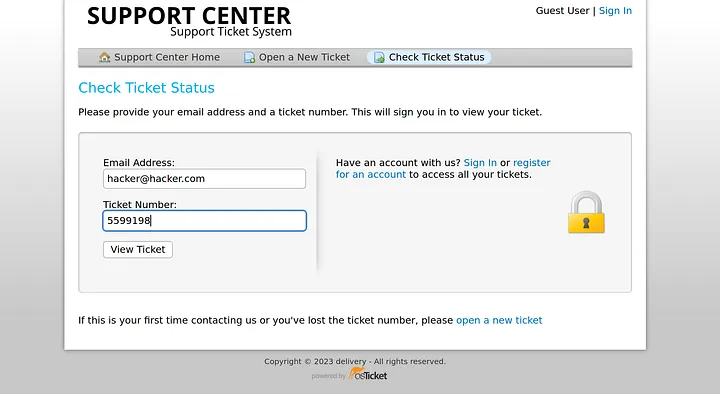 SUPPORT CENTER
Support Ticket System
Guest User | Sign In
Support Center Home
Open a New Ticket
Check Ticket Status
Check Ticket Status
Please provide your email address and a ticket number. This will sign you in to view your ticket.
Email Address:
hacker@hacker.com
Ticket Number:
5599198
View Ticket
Have an account with us? Sign In or register
for an account to access all your tickets.
If this is your first time contacting us or you've lost the ticket number, please open a new ticket
Copyright © 2023 delivery - All rights reserved.
powered by osTicket